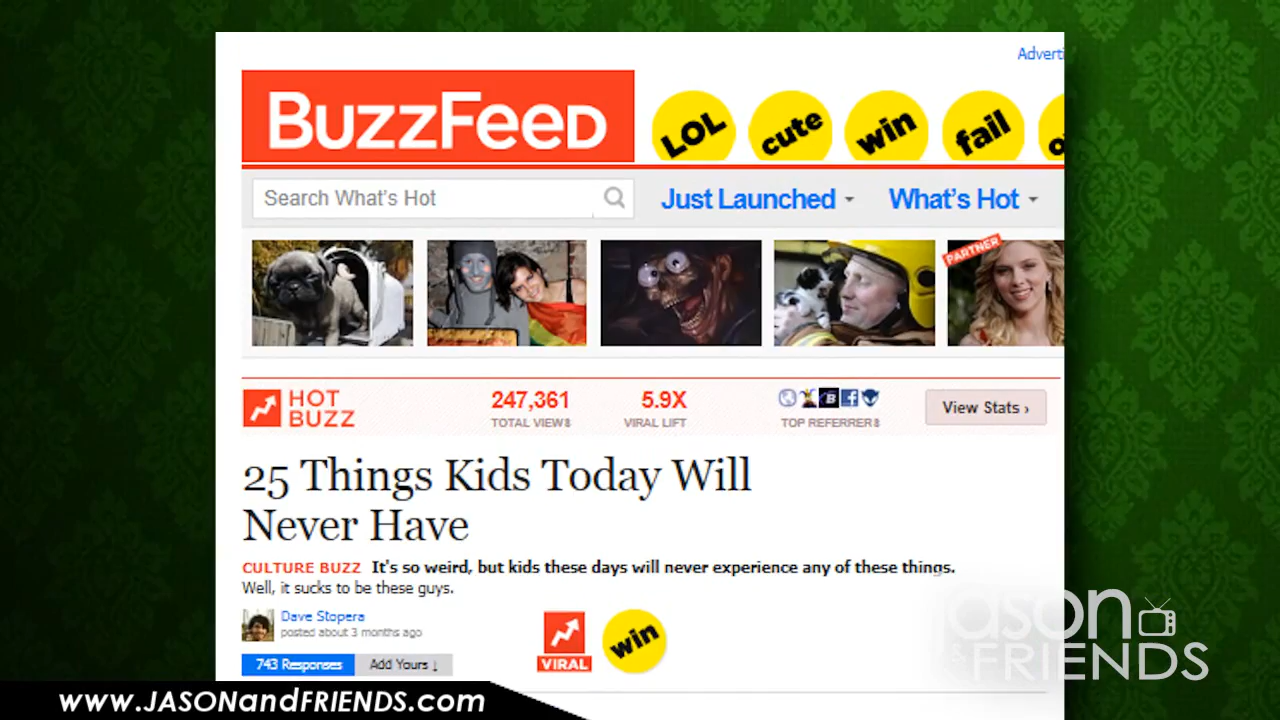 Adverti
BuzzFeeD
LOL
cute
win
fail
Search What's Hot
Just Launched
What's Hot
PARTNER
HOT
BUZZ
247,361
TOTAL VIEWS
5.9X
VIRAL LIFT
B
f
TOP REFERRERS
View Stats ›
25 Things Kids Today Will
Never Have
CULTURE BUZZ It's so weird, but kids these days will never experience any of these things.
Well, it sucks to be these guys.
Dave Stopera
posted about 3 months ago
VIRAL
win
743 Responses
Add Yours ↓
jason
& FRIENDS
www.JASONandFRIENDS.com